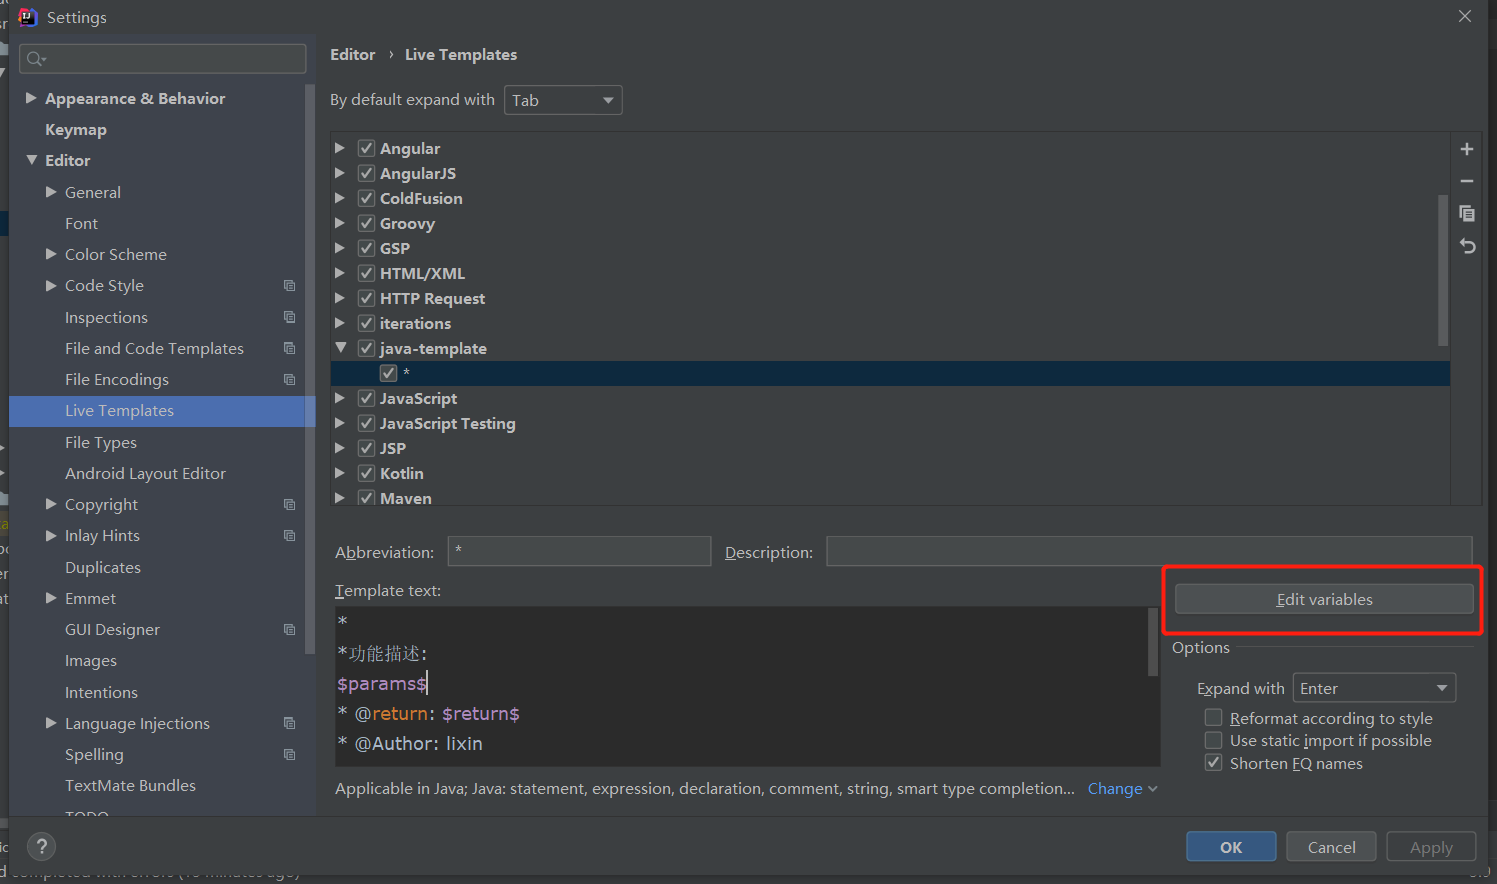 Settings
Editor › Live Templates
By default expand with Tab
Appearance & Behavior
Keymap
Editor
General
Font
Color Scheme
Code Style
Inspections
File and Code Templates
File Encodings
Live Templates
File Types
Android Layout Editor
Copyright
Inlay Hints
Duplicates
Emmet
GUI Designer
Images
Intentions
Language Injections
Spelling
TextMate Bundles
TODO
Angular
AngularJS
ColdFusion
Groovy
GSP
HTML/XML
HTTP Request
iterations
java-template
*
JavaScript
JavaScript Testing
JSP
Kotlin
Maven
Abbreviation: *
Description:
Template text:
*
*功能描述:
$params$
* @return: $return$
* @Author: lixin
Edit variables
Options
Expand with Enter
Reformat according to style
Use static import if possible
Shorten FQ names
Applicable in Java; Java: statement, expression, declaration, comment, string, smart type completion... Change
?
OK
Cancel
Apply